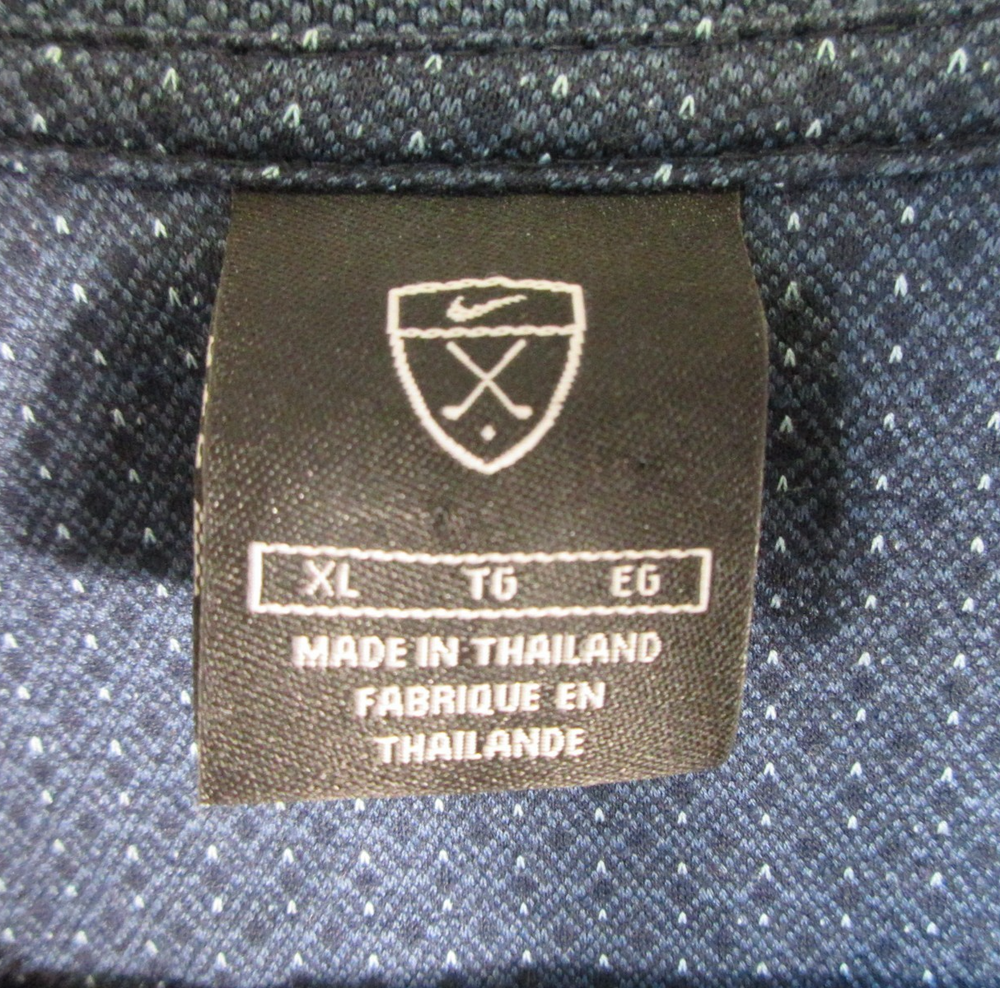 XL TG EG
MADE IN THAILAND
FABRIQUE EN
THAILANDE